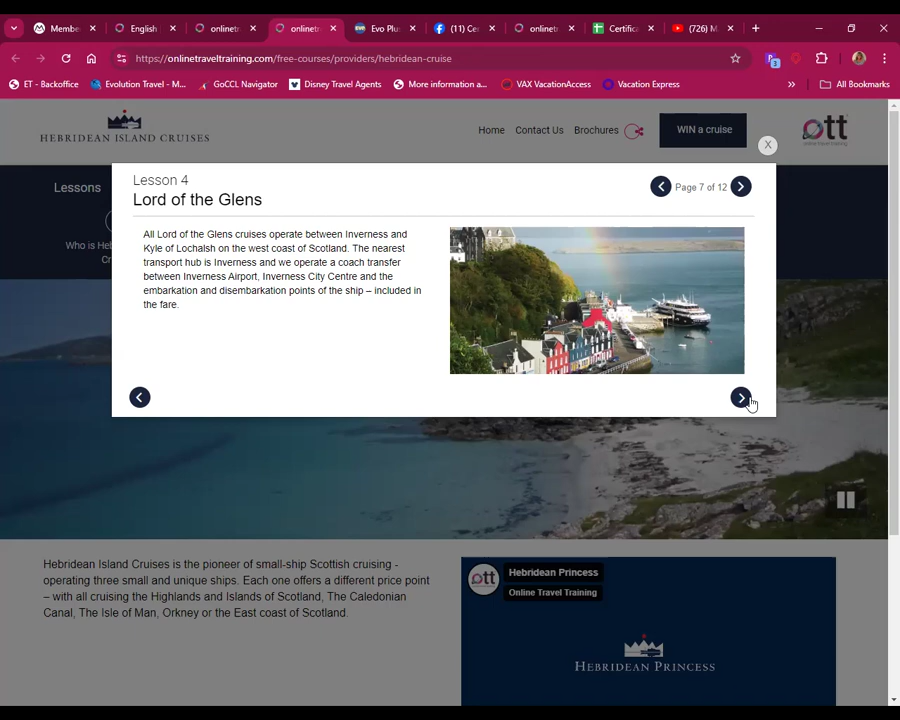 Membe
English
onlinetr
onlinetr
Evo Plu
(11) Ce
onlinetr
Certifica
(726) M
https://onlinetraveltraining.com/free-courses/providers/hebridean-cruise
3
ET - Backoffice
Evolution Travel - M...
GoCCL Navigator
Disney Travel Agents
More information a...
VAX VacationAccess
Vacation Express
All Bookmarks
HEBRIDEAN ISLAND CRUISES
Home
Contact Us
Brochures
WIN a cruise
ott
online travel training
X
Lessons
Lesson 4
Lord of the Glens
Page 7 of 12
Who is Heb
Cr
All Lord of the Glens cruises operate between Inverness and
Kyle of Lochalsh on the west coast of Scotland. The nearest
transport hub is Inverness and we operate a coach transfer
between Inverness Airport, Inverness City Centre and the
embarkation and disembarkation points of the ship – included in
the fare.
Hebridean Island Cruises is the pioneer of small-ship Scottish cruising -
operating three small and unique ships. Each one offers a different price point
– with all cruising the Highlands and Islands of Scotland, The Caledonian
Canal, The Isle of Man, Orkney or the East coast of Scotland.
ott
Hebridean Princess
Online Travel Training
HEBRIDEAN PRINCESS